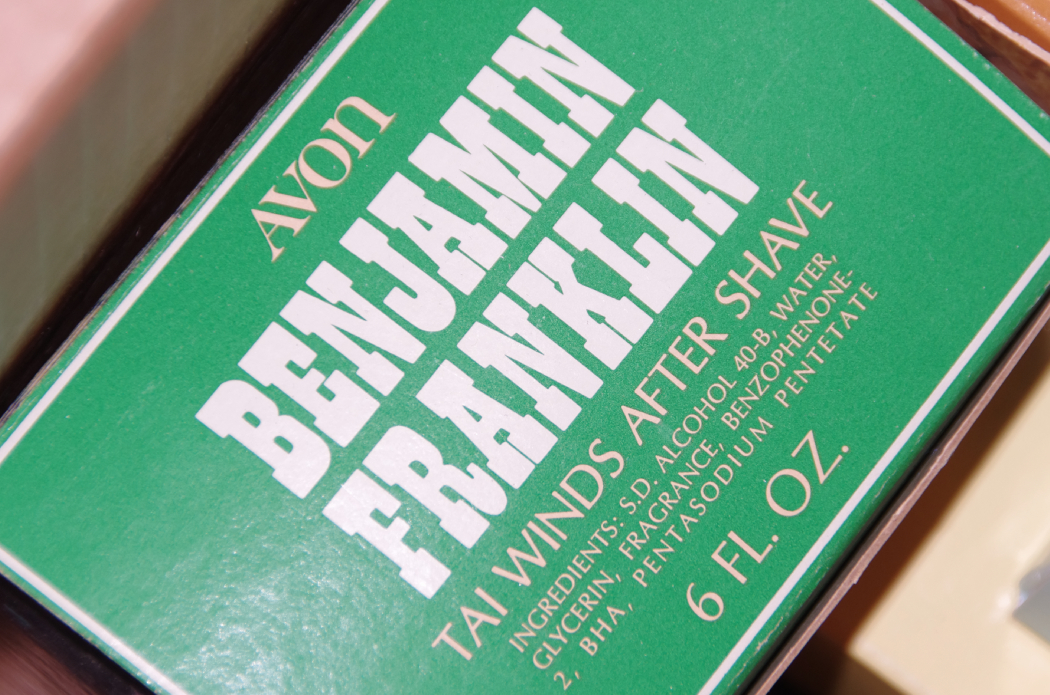 AVON
BENJAMIN
FRANKLIN
TAI WINDS AFTER SHAVE
INGREDIENTS: S.D. ALCOHOL 40-B, WATER,
GLYCERIN, FRAGRANCE, BENZOPHENONE-
2, BHA, PENTASODIUM PENTETATE
6 FL. OZ.